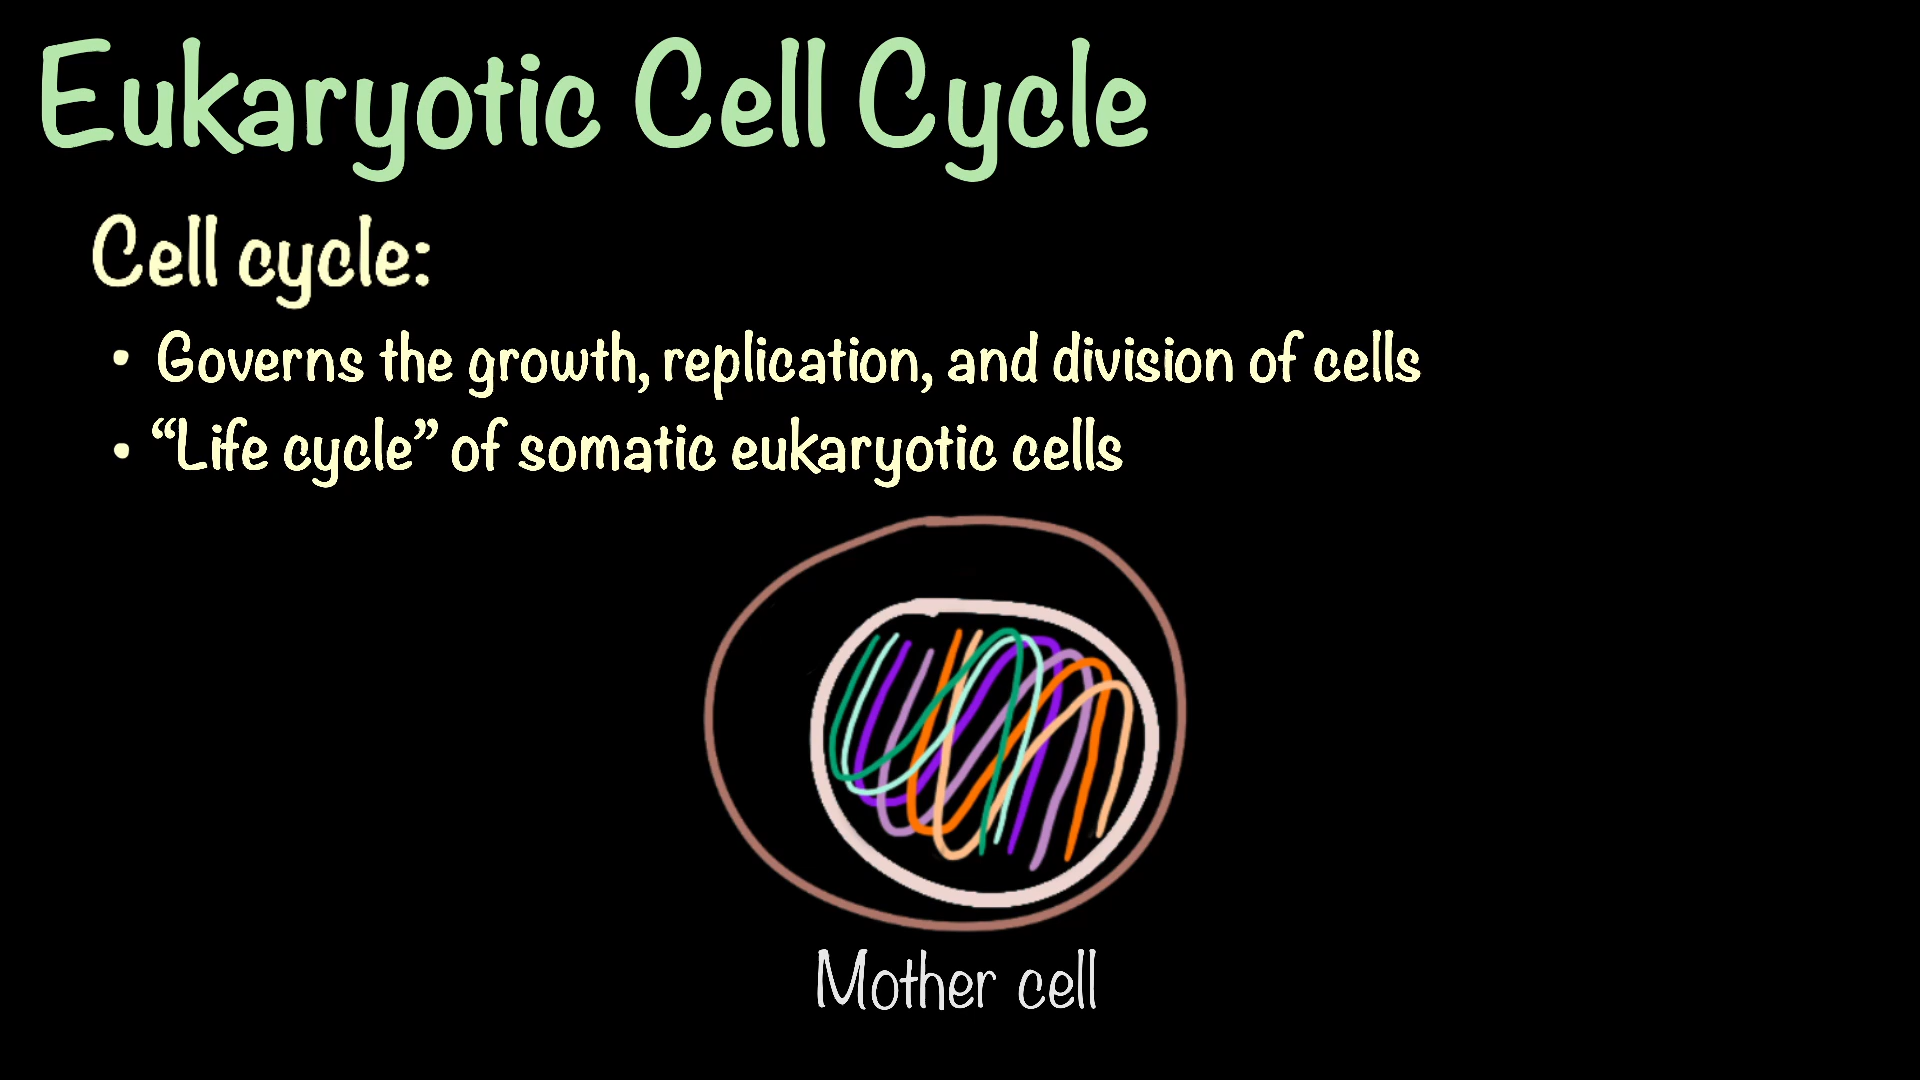 Eukaryotic Cell Cycle
Cell cycle:
• Governs the growth, replication, and division of cells
• “Life cycle” of somatic eukaryotic cells
Mother cell